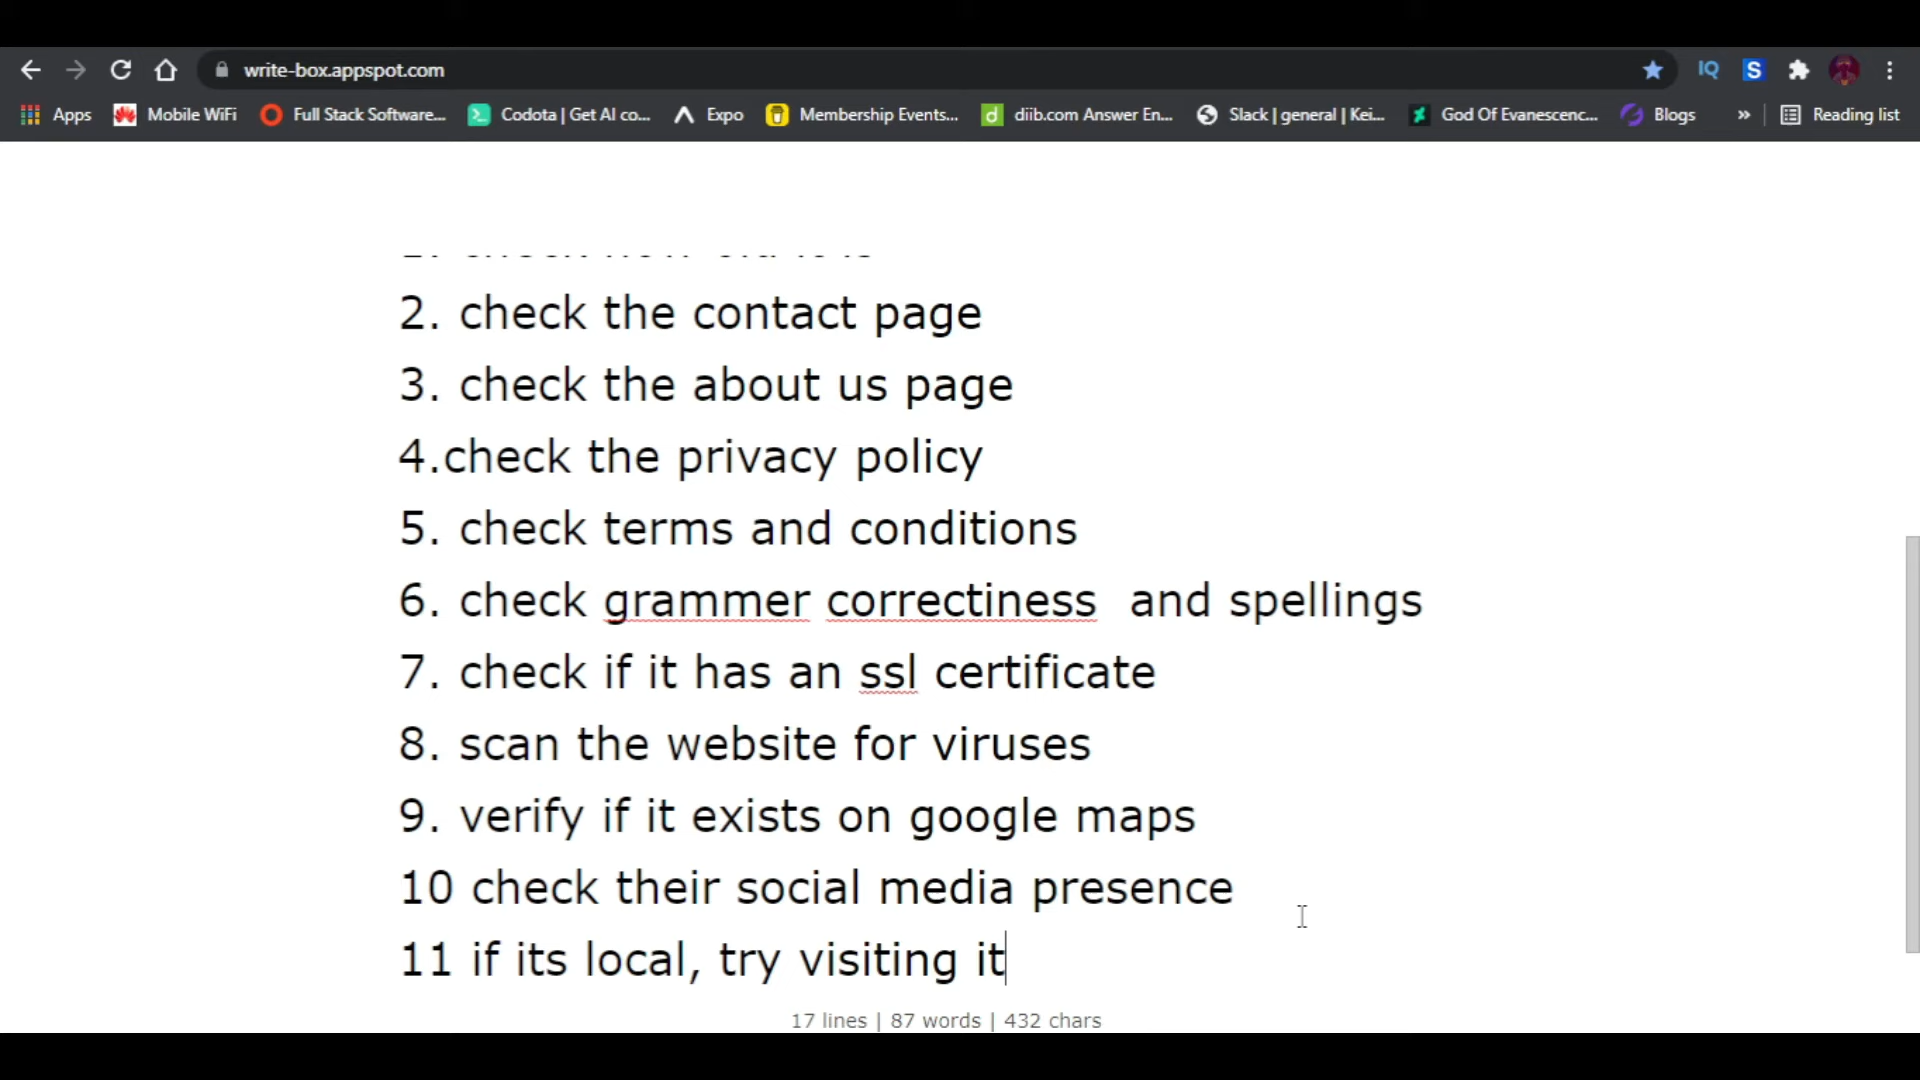 write-box.appspot.com
IQ
S
Apps
Mobile WiFi
Full Stack Software...
Codota | Get AI co...
Expo
Membership Events...
d
diib.com Answer En...
Slack | general | Kei...
God Of Evanescenc...
Blogs
»
Reading list
2. check the contact page
3. check the about us page
4.check the privacy policy
5. check terms and conditions
6. check grammer correctiness  and spellings
7. check if it has an ssl certificate
8. scan the website for viruses
9. verify if it exists on google maps
10 check their social media presence
11 if its local, try visiting it
17 lines | 87 words | 432 chars